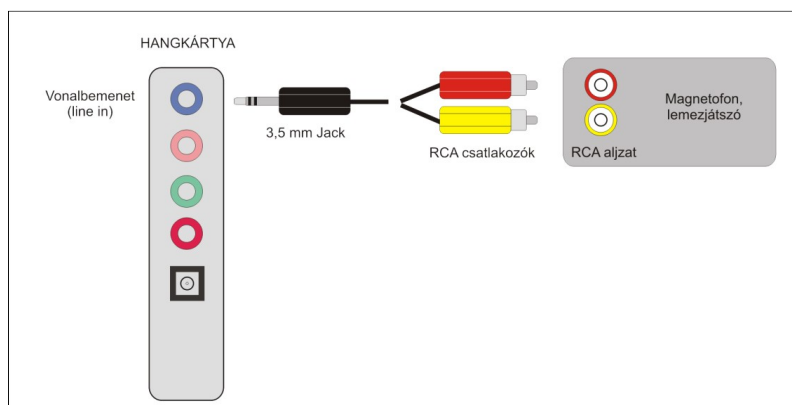 HANGKÁRTYA
Vonalbemenet
(line in)
3,5 mm Jack
RCA csatlakozók
RCA aljzat
Magnetofon,
lemezjátszó